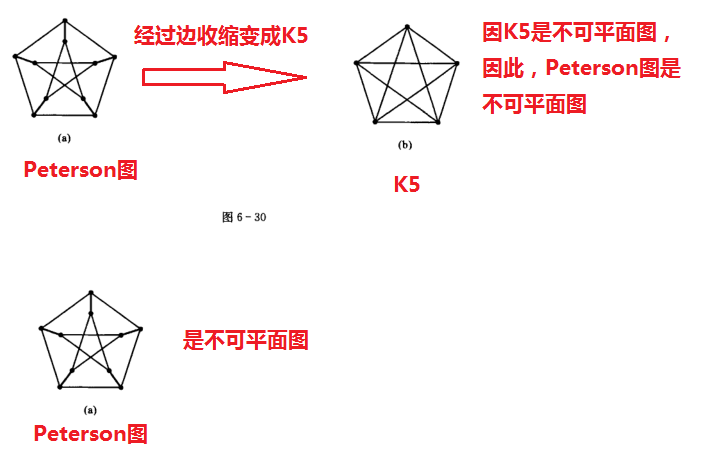 经过边收缩变成K5
因K5是不可平面图，
因此，Peterson图是
不可平面图
(a)
(b)
Peterson图
K5
图 6-30
是不可平面图
(a)
Peterson图